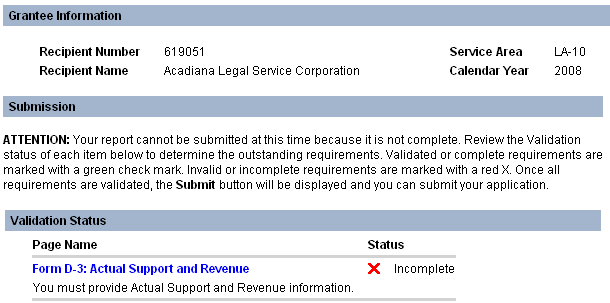 Grantee Information
Recipient Number 619051 Service Area LA-10
Recipient Name Acadiana Legal Service Corporation Calendar Year 2008
Submission
ATTENTION: Your report cannot be submitted at this time because it is not complete. Review the Validation
status of each item below to determine the outstanding requirements. Validated or complete requirements are
marked with a green check mark. Invalid or incomplete requirements are marked with a red X. Once all
requirements are validated, the Submit button will be displayed and you can submit your application.
Validation Status
Page Name Status
Form D-3: Actual Support and Revenue Incomplete
You must provide Actual Support and Revenue information.